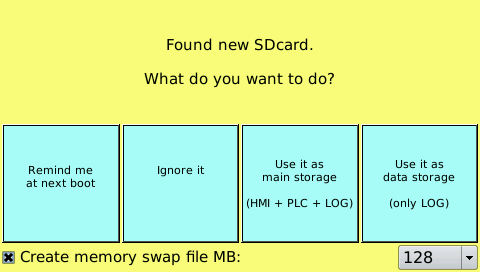 Found new SDcard.
What do you want to do?
Remind me
at next boot
Ignore it
Use it as
main storage
(HMI + PLC + LOG)
Use it as
data storage
(only LOG)
Create memory swap file MB:
128